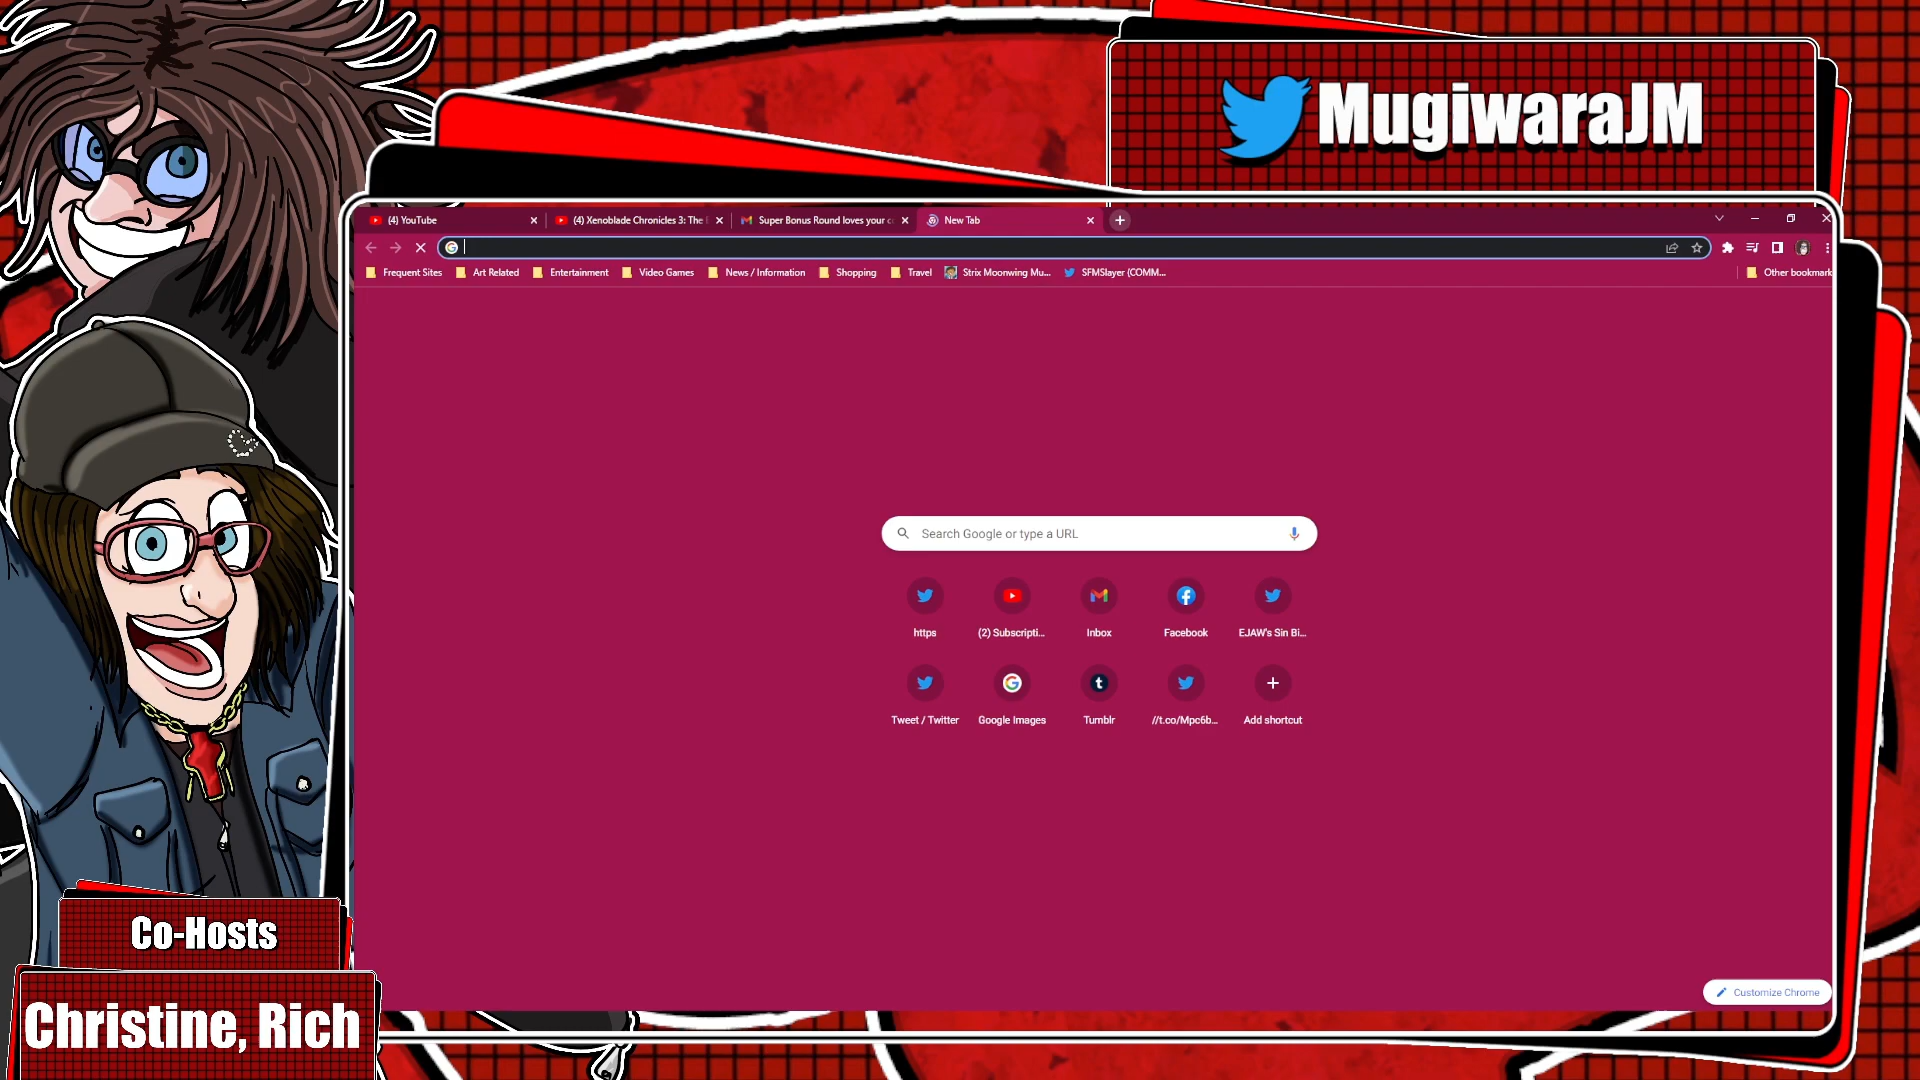 MugiwaraJM
(4) YouTube
(4) Xenoblade Chronicles 3: The
Super Bonus Round loves your c
New Tab
Frequent Sites
Art Related
Entertainment
Video Games
News / Information
Shopping
Travel
Strix Moonwing Mu...
SFMSlayer (COMM...
Other bookmark
Search Google or type a URL
https
(2) Subscripti...
Inbox
Facebook
EJAW's Sin Bi...
Tweet / Twitter
Google Images
Tumblr
//t.co/Mpc6b...
Add shortcut
Customize Chrome
Co-Hosts
Christine, Rich